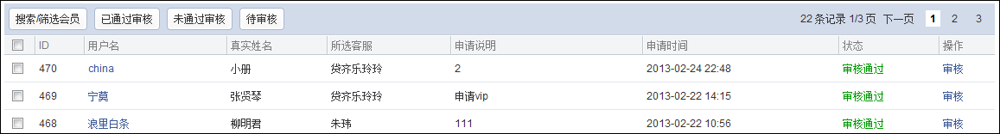 搜索/筛选会员 已通过审核 未通过审核 待审核 22 条记录 1/3 页 下一页 1 2 3
ID 用户名 真实姓名 所选客服 申请说明 申请时间 状态 操作
470 china 小册 贷齐乐玲玲 2 2013-02-24 22:48 审核通过 审核
469 宁莫 张贤琴 贷齐乐玲玲 申请vip 2013-02-22 14:15 审核通过 审核
468 浪里白条 柳明君 朱玮 111 2013-02-22 10:56 审核通过 审核